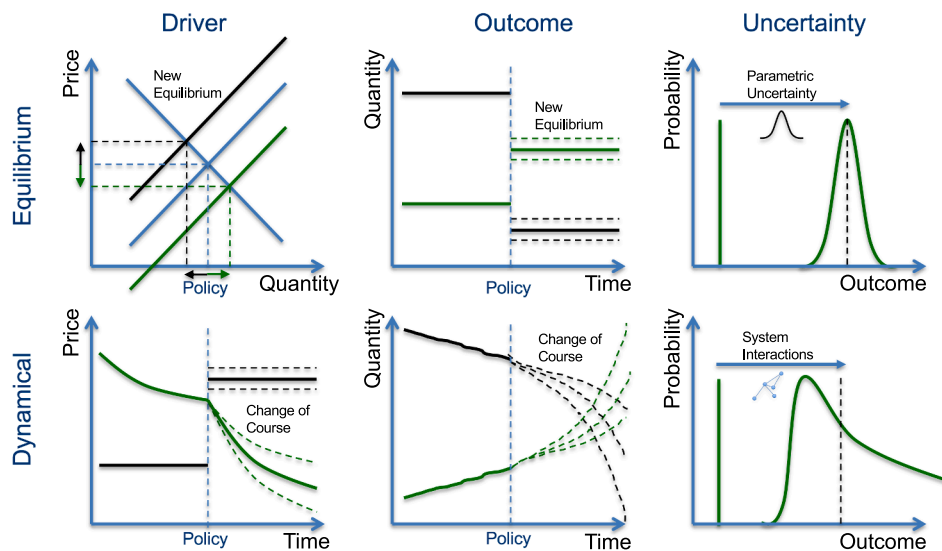 Driver
Outcome
Uncertainty
Equilibrium
Price
New
Equilibrium
Policy
Quantity
Quantity
New
Equilibrium
Policy
Time
Probability
Parametric
Uncertainty
Outcome
Dynamical
Price
Change of
Course
Policy
Time
Quantity
Change of
Course
Policy
Time
Probability
System
Interactions
Outcome